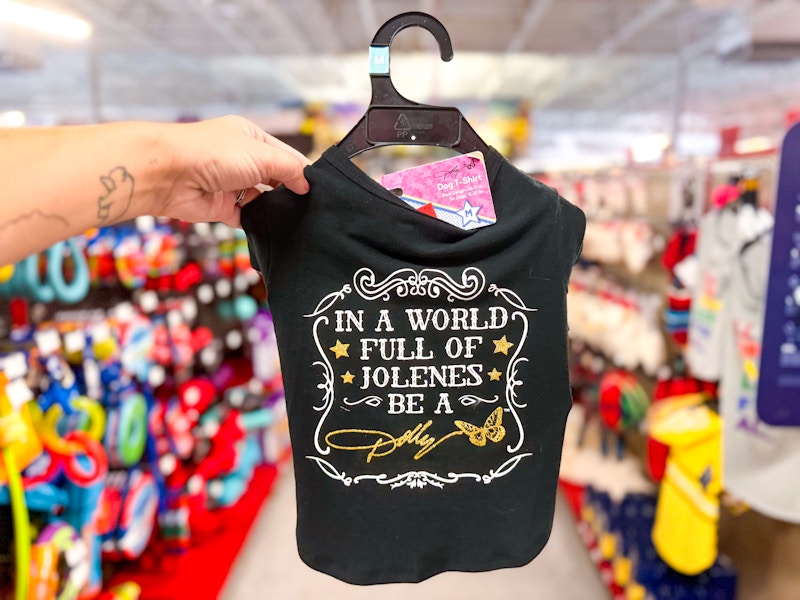 M
Dog T-Shirt
M
IN A WORLD
FULL OF
JOLENES
BE A
Dolly